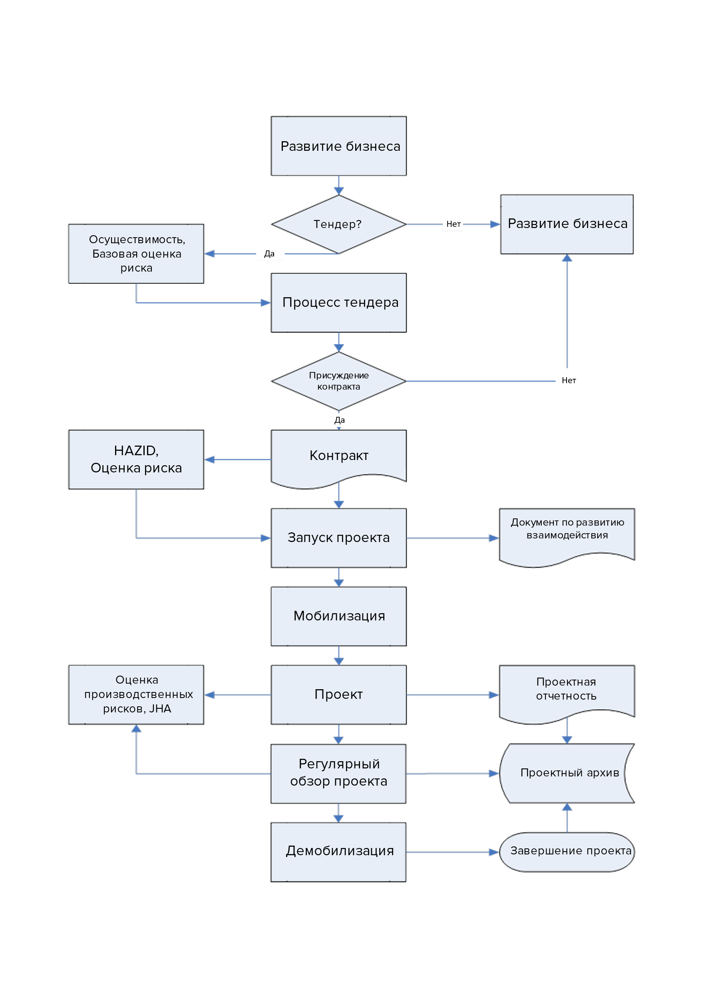 Развитие бизнеса
Тендер?
Нет
Развитие бизнеса
Осуществимость,
Базовая оценка
риска
Да
Процесс тендера
Присуждение
контракта
Нет
Да
HAZID,
Оценка риска
Контракт
Запуск проекта
Документ по развитию
взаимодействия
Мобилизация
Оценка
производственных
рисков, JHA
Проект
Проектная
отчетность
Регулярный
обзор проекта
Проектный архив
Демобилизация
Завершение проекта